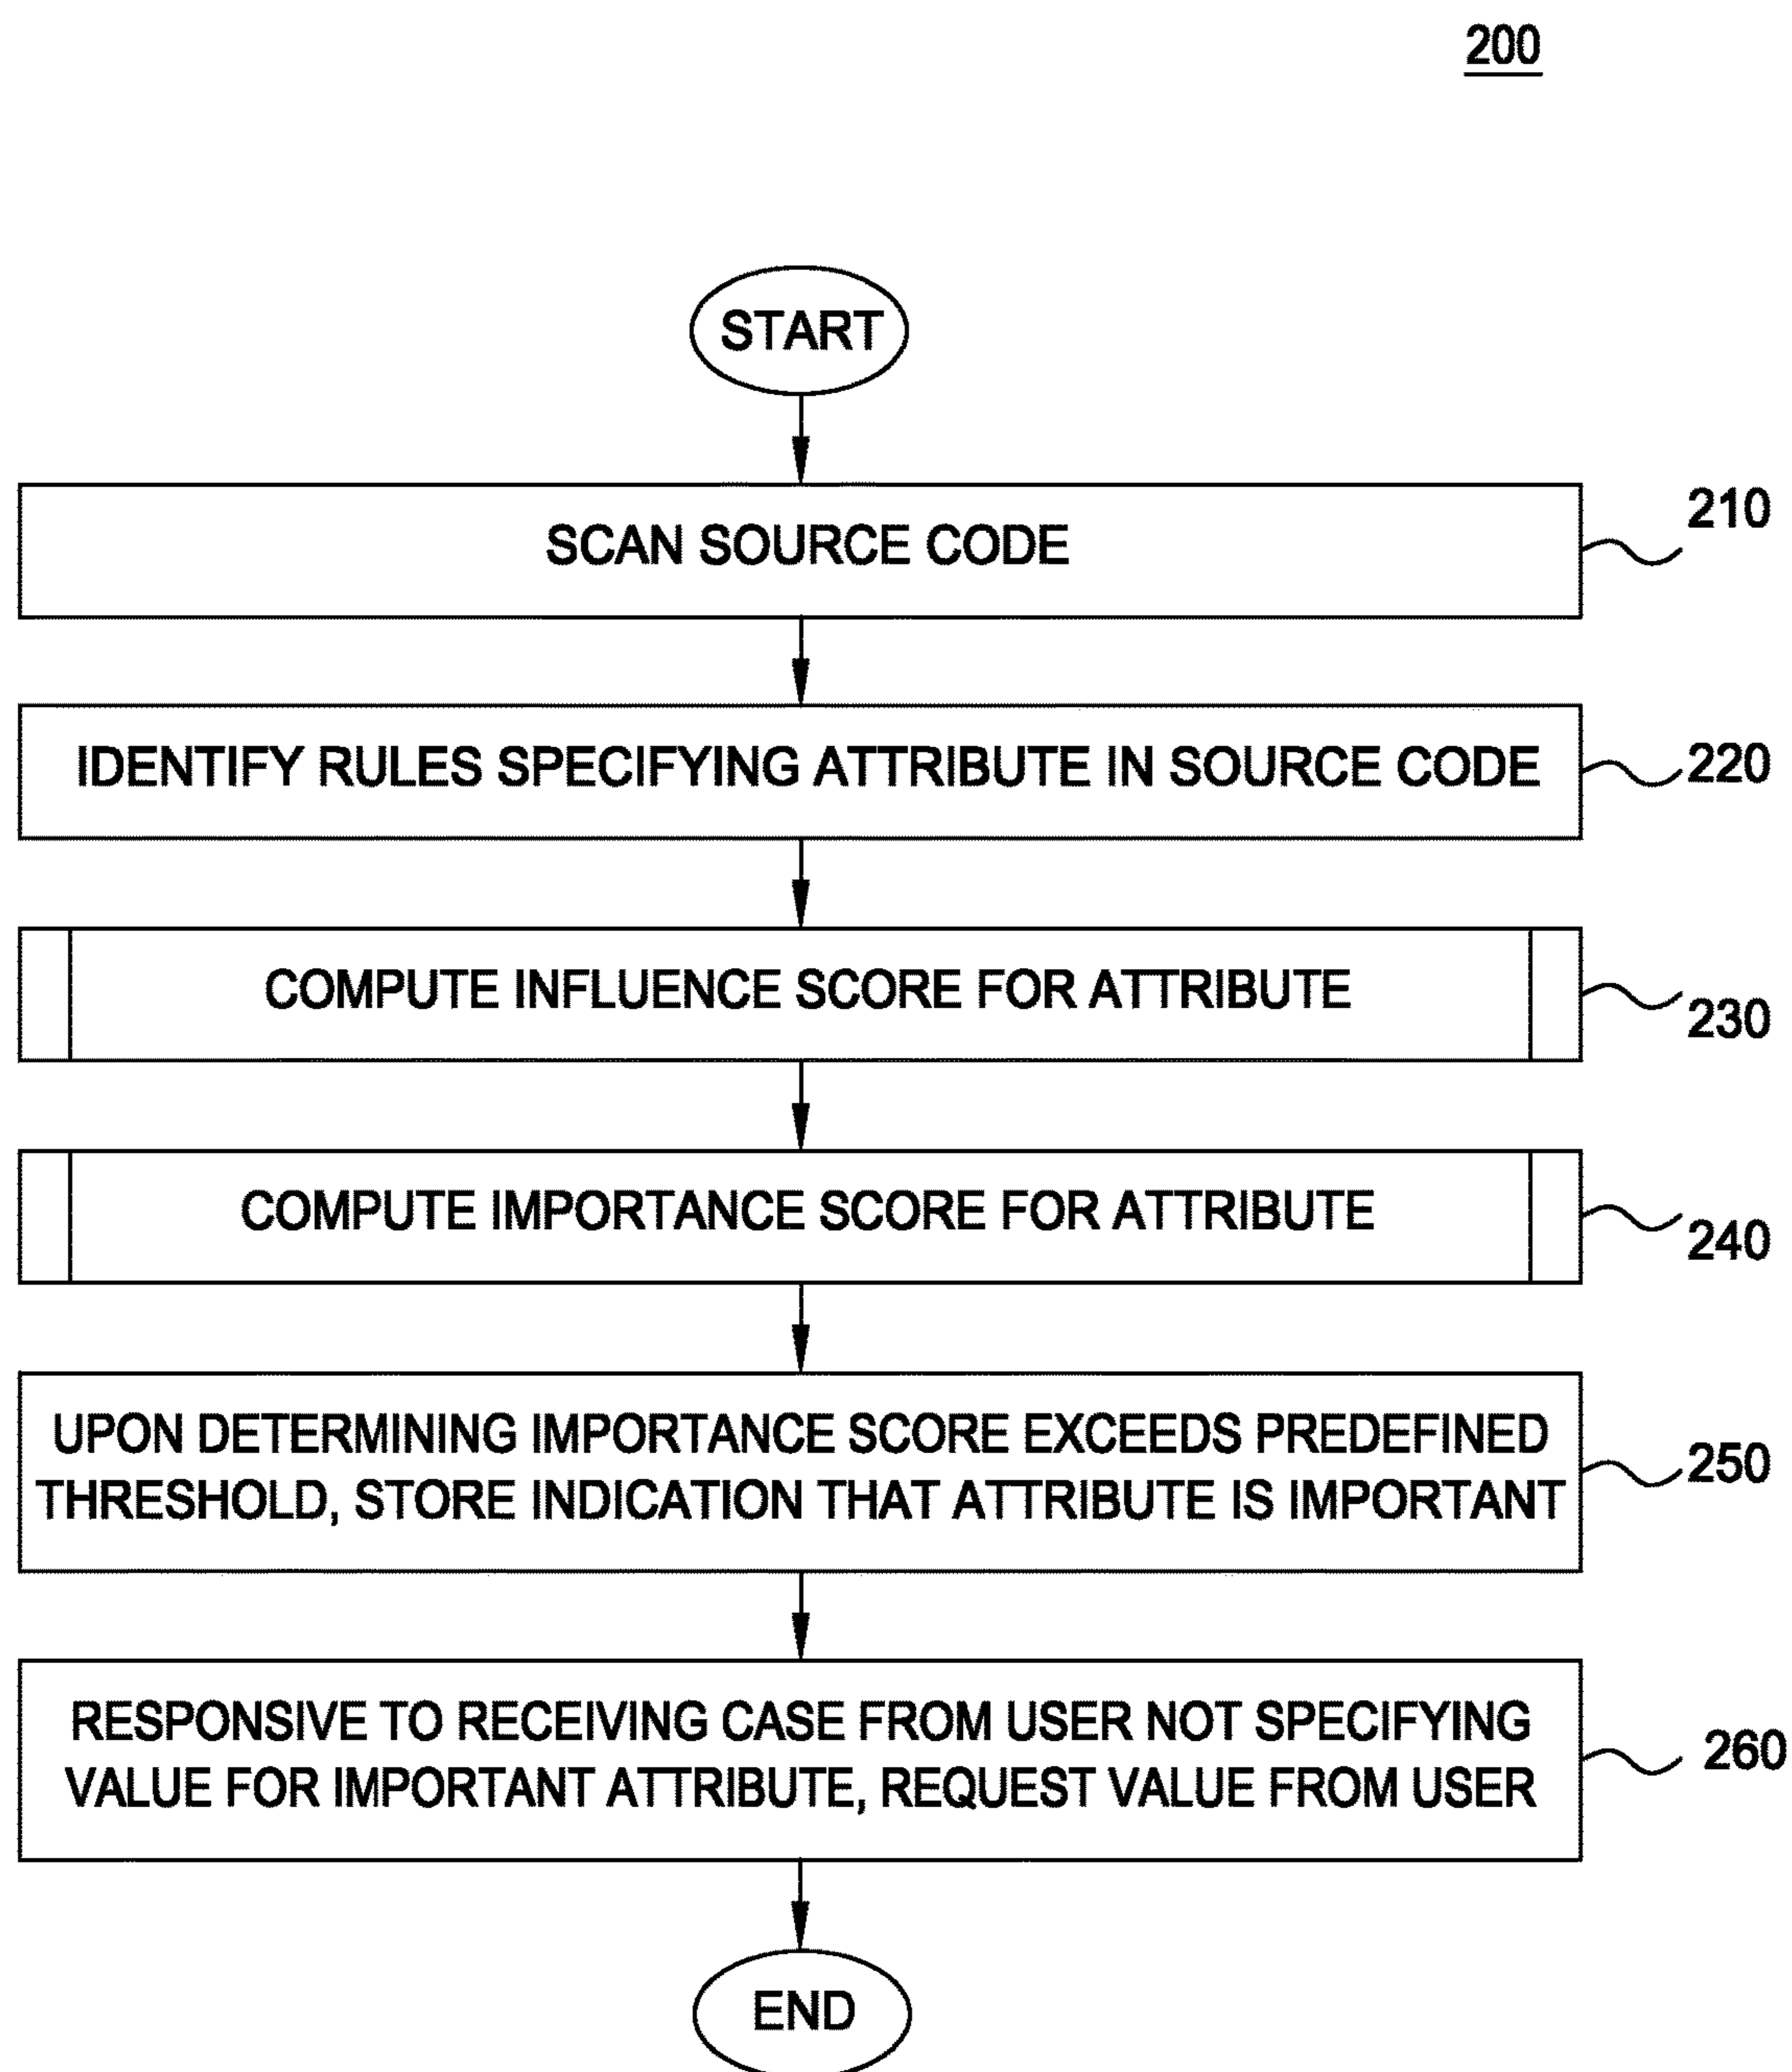 200
START
SCAN SOURCE CODE
210
IDENTIFY RULES SPECIFYING ATTRIBUTE IN SOURCE CODE
220
COMPUTE INFLUENCE SCORE FOR ATTRIBUTE
230
COMPUTE IMPORTANCE SCORE FOR ATTRIBUTE
240
UPON DETERMINING IMPORTANCE SCORE EXCEEDS PREDEFINED
THRESHOLD, STORE INDICATION THAT ATTRIBUTE IS IMPORTANT
250
RESPONSIVE TO RECEIVING CASE FROM USER NOT SPECIFYING
VALUE FOR IMPORTANT ATTRIBUTE, REQUEST VALUE FROM USER
260
END